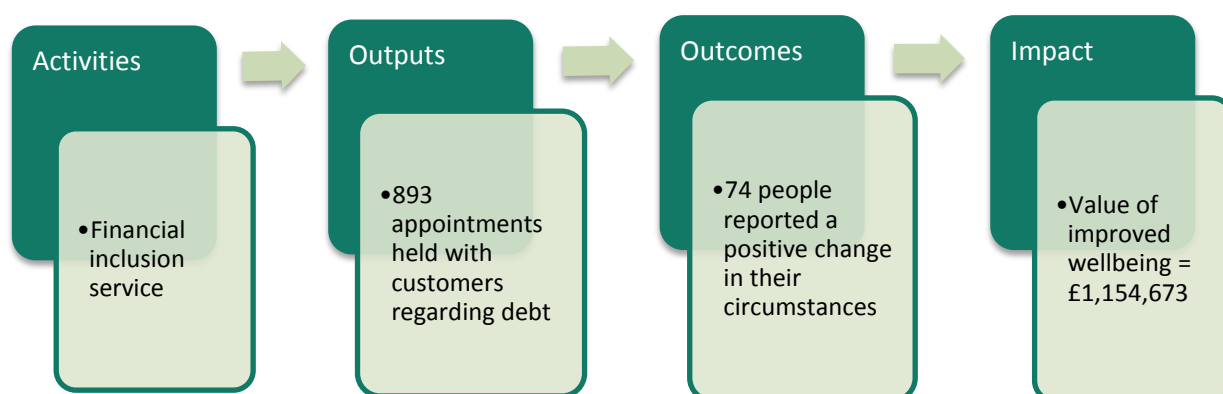 Activities
•Financial
inclusion
service
Outputs
•893
appointments
held with
customers
regarding debt
Outcomes
•74 people
reported a
positive change
in their
circumstances
Impact
•Value of
improved
wellbeing =
£1,154,673